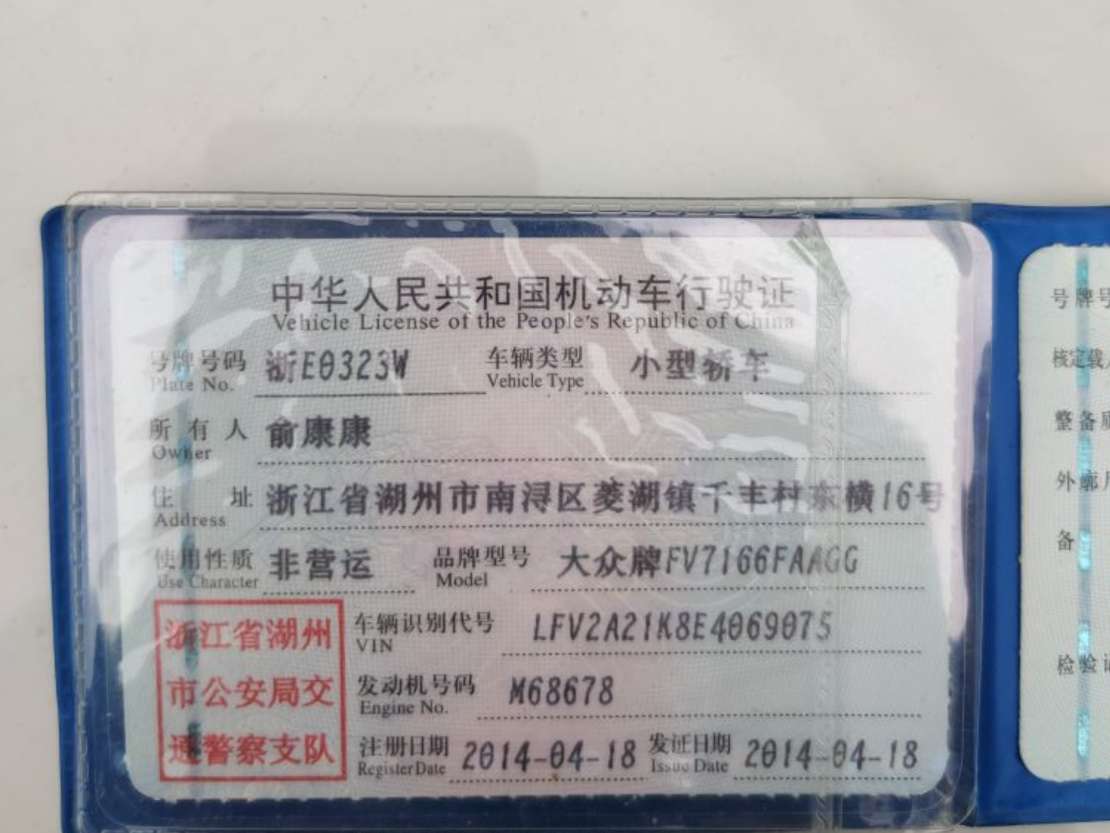 中华人民共和国机动车行驶证
Vehicle License of the People's Republic of China
号牌号码 浙E0323W 车辆类型 小型轿车
Plate No. Vehicle Type
所有人 俞康康
Owner
住址 浙江省湖州市南浔区菱湖镇千丰村东横16号
Address
使用性质 非营运 品牌型号 大众牌FV7166FAAGG
Use Character Model
浙江省湖州
市公安局交
通警察支队
车辆识别代号 LFV2A21K8E4069075
VIN
发动机号码 M68678
Engine No.
注册日期 2014-04-18 发证日期 2014-04-18
Register Date Issue Date
号牌号
核定载
整备
外廓
备
检验